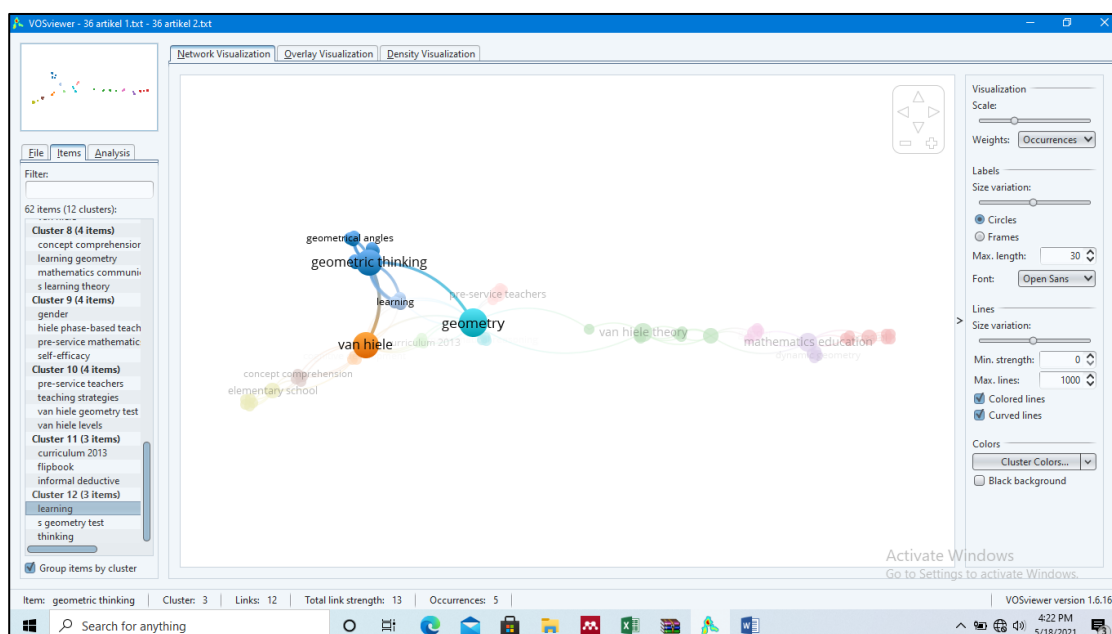 VOSviewer - 36 artikel 1.txt - 36 artikel 2.txt
Network Visualization
Overlay Visualization
Density Visualization
File
Items
Analysis
Filter:
62 items (12 clusters):
Cluster 8 (4 items)
concept comprehension
learning geometry
mathematics communi
s learning theory
Cluster 9 (4 items)
gender
hiele phase-based teach
pre-service mathematic
self-efficacy
Cluster 10 (4 items)
pre-service teachers
teaching strategies
van hiele geometry test
van hiele levels
Cluster 11 (3 items)
curriculum 2013
flipbook
informal deductive
Cluster 12 (3 items)
learning
s geometry test
thinking
Group items by cluster
geometrical angles
geometric thinking
learning
pre-service teachers
geometry
van hiele
curriculum 2013
concept comprehension
elementary school
van hiele theory
mathematics education
dynamic geometry
Visualization
Scale:
Weights: Occurrences
Labels
Size variation:
Circles
Frames
Max. length: 30
Font: Open Sans
Lines
Size variation:
Min. strength: 0
Max. lines: 1000
Colored lines
Curved lines
Colors
Cluster Colors...
Black background
Activate Windows
Go to Settings to activate Windows.
Item: geometric thinking Cluster: 3 Links: 12 Total link strength: 13 Occurrences: 5
VOSviewer version 1.6.16
Search for anything
4:22 PM
5/18/2021